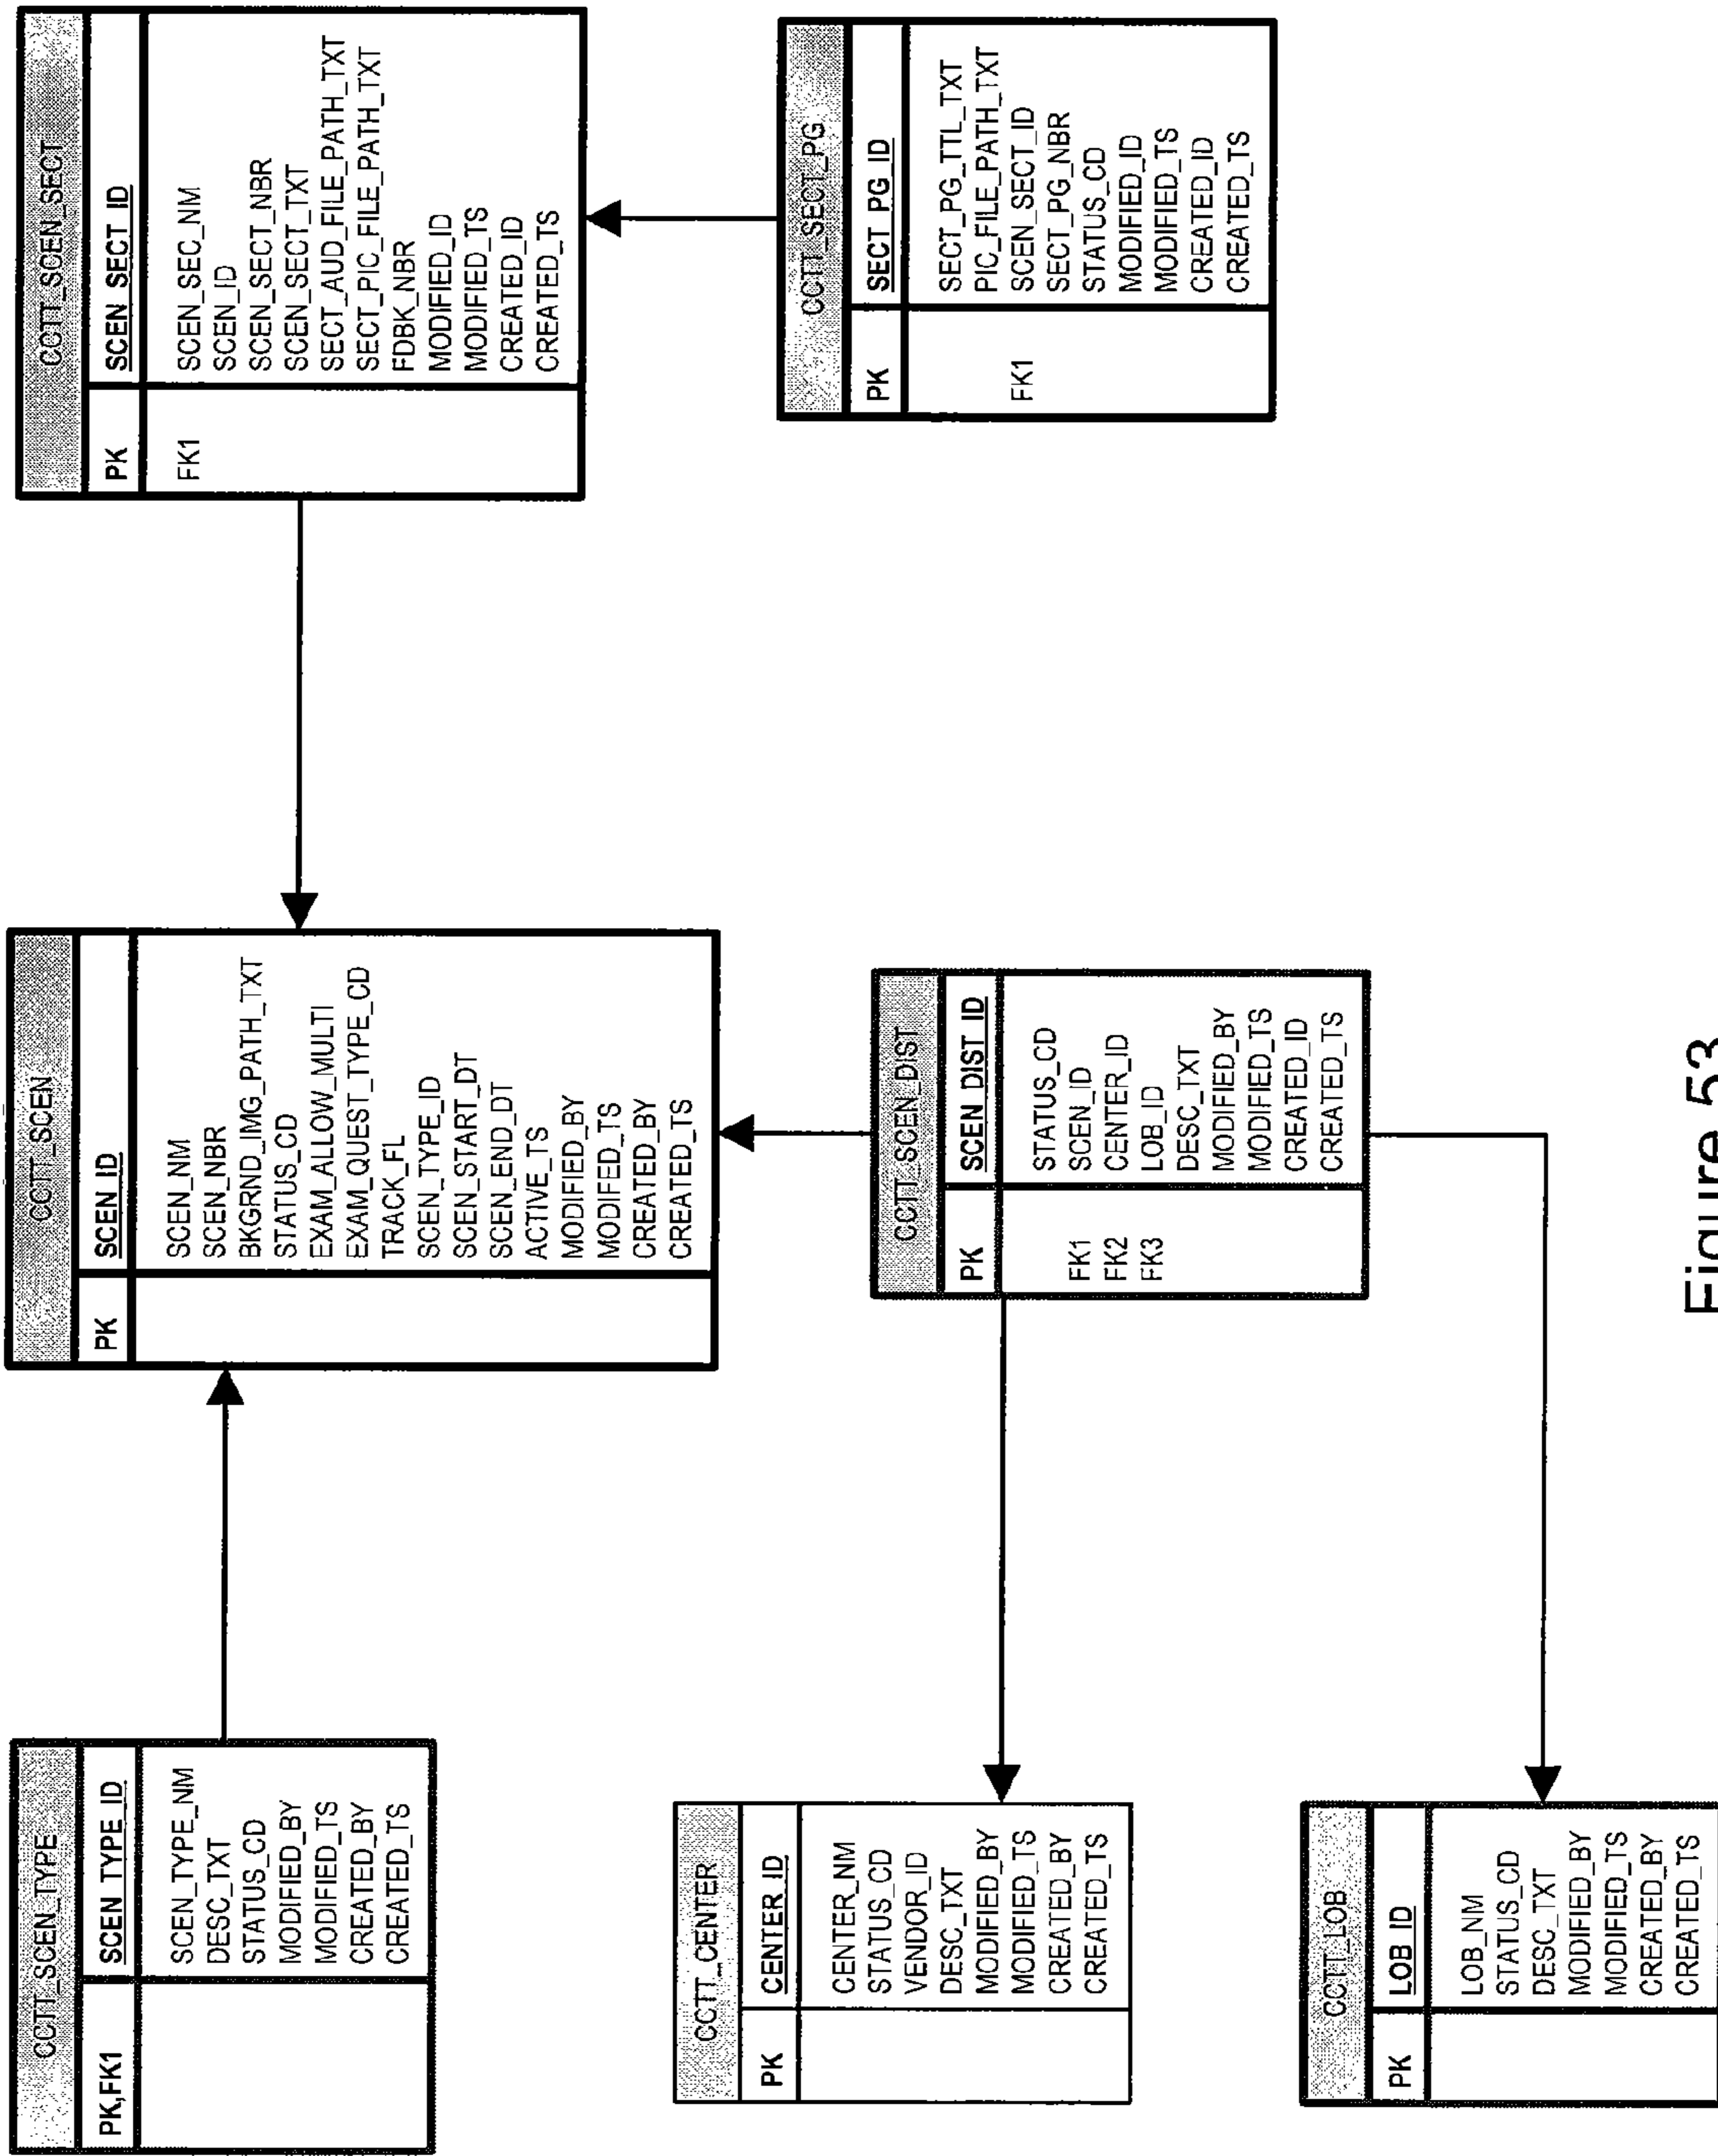 CCTT_SCEN_TYPE
PK,FK1 SCEN_TYPE_ID
SCEN_TYPE_NM
DESC_TXT
STATUS_CD
MODIFIED_BY
MODIFIED_TS
CREATED_BY
CREATED_TS
CCTT_SCEN
PK SCEN_ID
SCEN_NM
SCEN_NBR
BKGRND_IMG_PATH_TXT
STATUS_CD
EXAM_ALLOW_MULTI
EXAM_QUEST_TYPE_CD
TRACK_FL
SCEN_TYPE_ID
SCEN_START_DT
SCEN_END_DT
ACTIVE_TS
MODIFIED_BY
MODIFED_TS
CREATED_BY
CREATED_TS
CCTT_SCEN_SECT
PK SCEN_SECT_ID
FK1 SCEN_SEC_NM
SCEN_ID
SCEN_SECT_NBR
SCEN_SECT_TXT
SECT_AUD_FILE_PATH_TXT
SECT_PIC_FILE_PATH_TXT
FDBK_NBR
MODIFIED_ID
MODIFIED_TS
CREATED_ID
CREATED_TS
CCTT_CENTER
PK CENTER_ID
CENTER_NM
STATUS_CD
VENDOR_ID
DESC_TXT
MODIFIED_BY
MODIFIED_TS
CREATED_BY
CREATED_TS
CCTT_SCEN_DIST
PK SCEN_DIST_ID
STATUS_CD
FK1 SCEN_ID
FK2 CENTER_ID
FK3 LOB_ID
DESC_TXT
MODIFIED_BY
MODIFIED_TS
CREATED_ID
CREATED_TS
CCTT_SECT_PG
PK SECT_PG_ID
SECT_PG_TTL_TXT
PIC_FILE_PATH_TXT
FK1 SCEN_SECT_ID
SECT_PG_NBR
STATUS_CD
MODIFIED_ID
MODIFIED_TS
CREATED_ID
CREATED_TS
CCTT_LOB
PK LOB_ID
LOB_NM
STATUS_CD
DESC_TXT
MODIFIED_BY
MODIFIED_TS
CREATED_BY
CREATED_TS
Figure 53